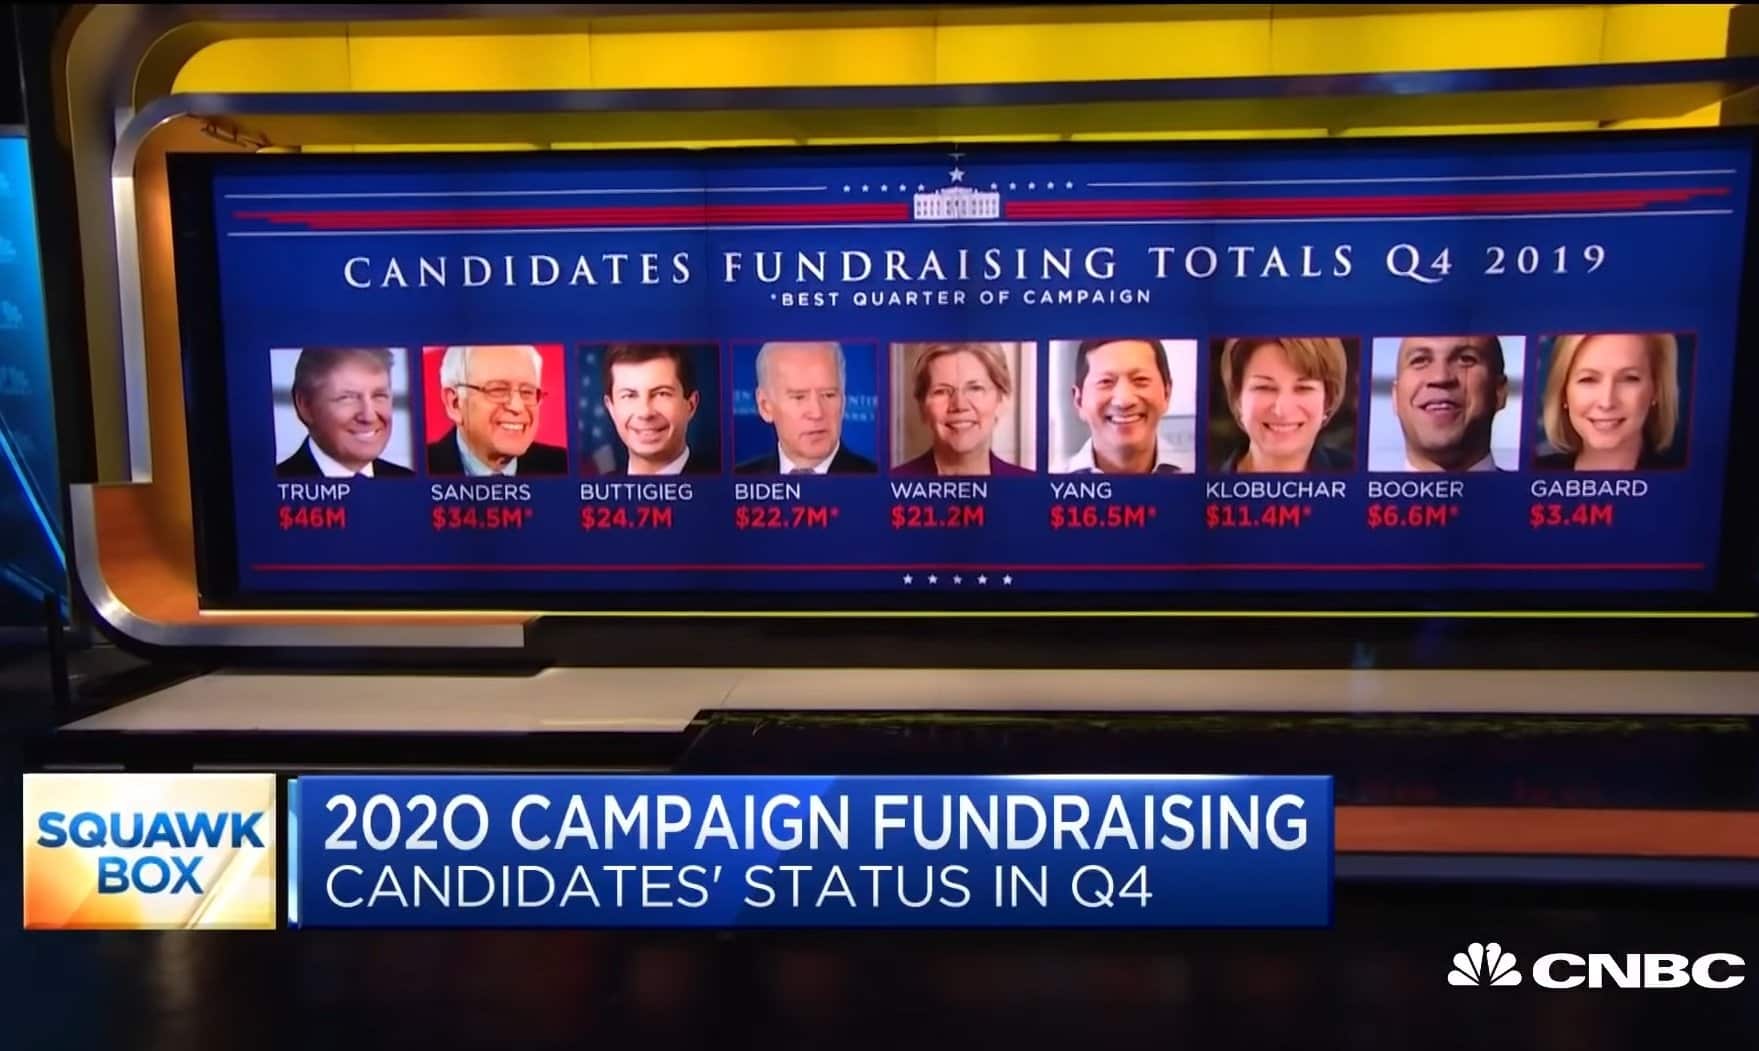 CANDIDATES FUNDRAISING TOTALS Q4 2019
*BEST QUARTER OF CAMPAIGN
TRUMP
$46M
SANDERS
$34.5M*
BUTTIGIEG
$24.7M
BIDEN
$22.7M*
WARREN
$21.2M
YANG
$16.5M*
KLOBUCHAR
$11.4M*
BOOKER
$6.6M*
GABBARD
$3.4M
SQUAWK
BOX
2020 CAMPAIGN FUNDRAISING
CANDIDATES' STATUS IN Q4
CNBC